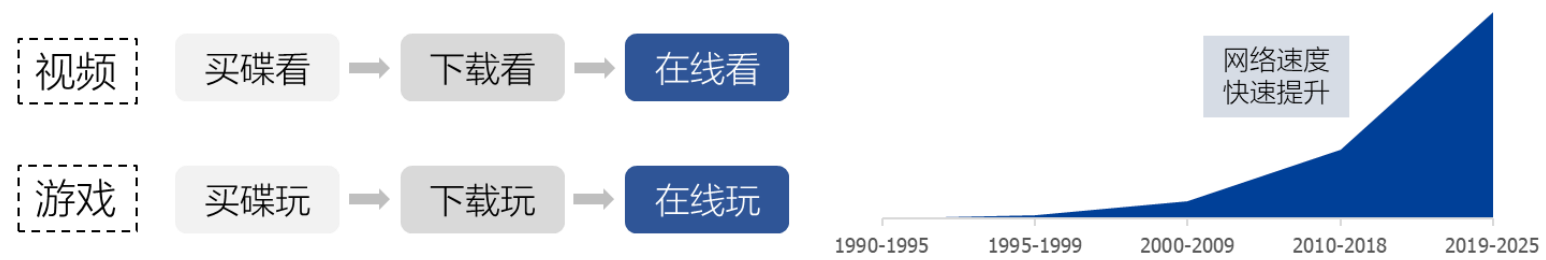 视频
买碟看
下载看
在线看
游戏
买碟玩
下载玩
在线玩
网络速度
快速提升
1990-1995
1995-1999
2000-2009
2010-2018
2019-2025